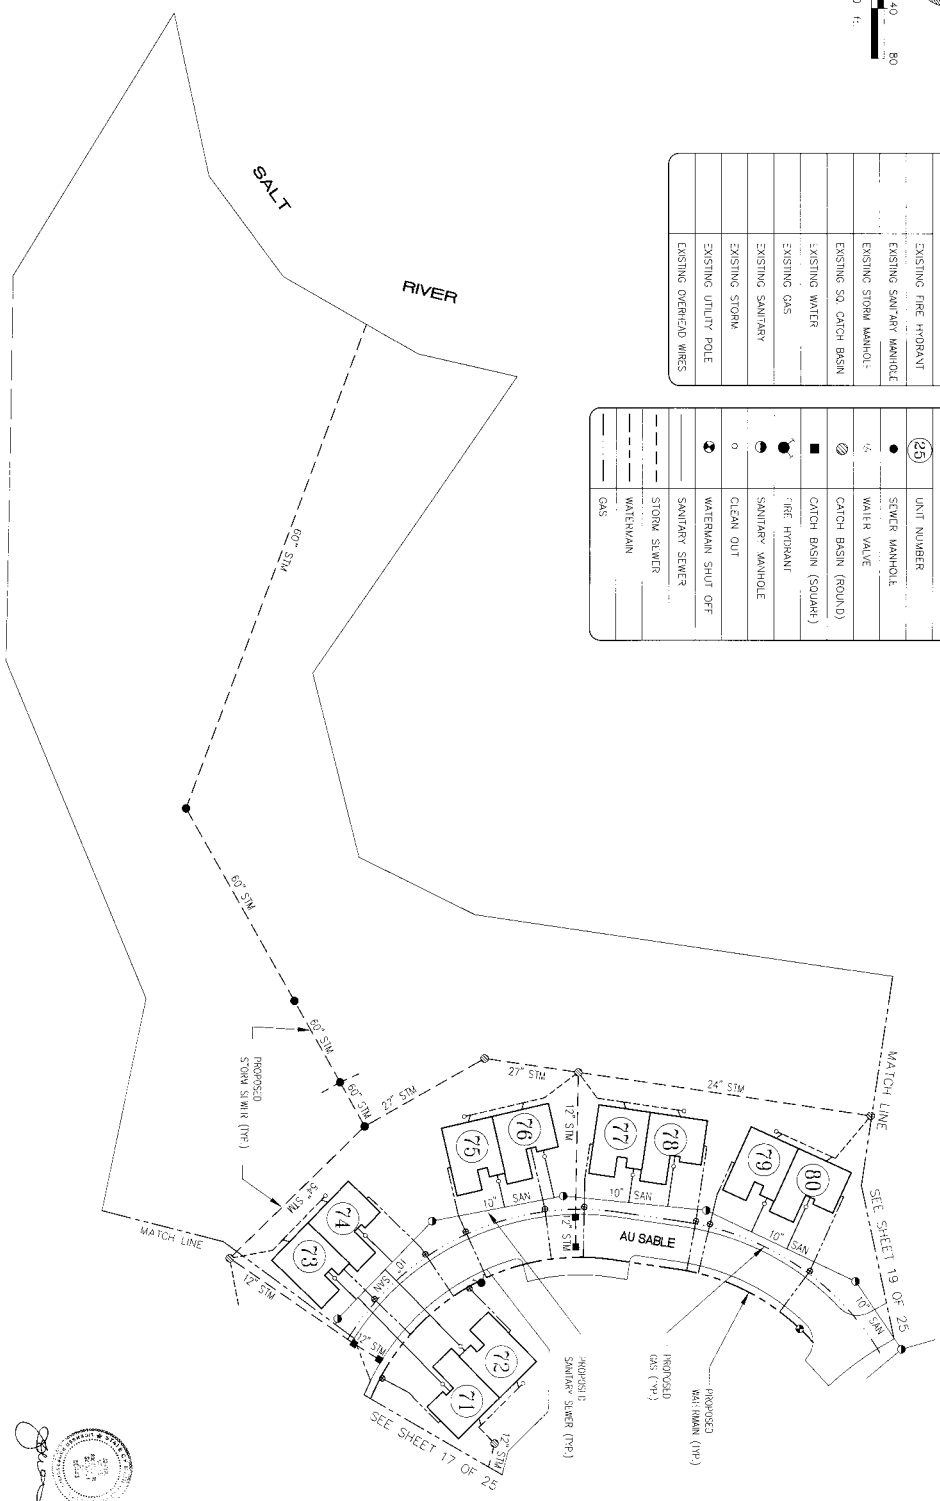 40
80
EXISTING FIRE HYDRANT
EXISTING SANITARY MANHOLE
EXISTING STORM MANHOLE
EXISTING SQ. CATCH BASIN
EXISTING WATER
EXISTING GAS
EXISTING SANITARY
EXISTING STORM
EXISTING UTILITY POLE
EXISTING OVERHEAD WIRES
25 UNIT NUMBER
SEWER MANHOLE
WATER VALVE
CATCH BASIN (ROUND)
CATCH BASIN (SQUARE)
FIRE HYDRANT
SANITARY MANHOLE
CLEAN OUT
WATERMAIN SHUT OFF
SANITARY SEWER
STORM SEWER
WATERMAIN
GAS
SALT
RIVER
60" STM
60" STM
60" STM
60" STM
PROPOSED
STORM SEWER (TYP.)
27" STM
27" STM
24" STM
12" STM
12" STM
54" STM
12" STM
12" STM
12" STM
MATCH LINE
MATCH LINE
SEE SHEET 19 OF 25
SEE SHEET 17 OF 25
71
72
73
74
75
76
77
78
79
80
10" SAN
10" SAN
10" SAN
10" SAN
10" SAN
AU SABLE
PROPOSED
SANITARY SEWER (TYP.)
PROPOSED
GAS (TYP.)
PROPOSED
WATERMAIN (TYP.)